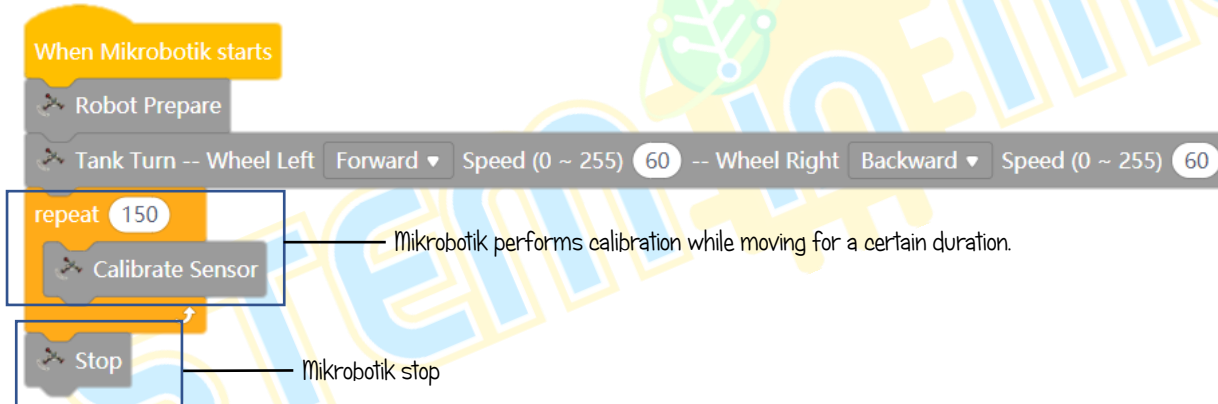 When Mikrobotik starts
Robot Prepare
Tank Turn -- Wheel Left Forward ▾ Speed (0 ~ 255) 60 -- Wheel Right Backward ▾ Speed (0 ~ 255) 60
repeat 150
Mikrobotik performs calibration while moving for a certain duration.
Calibrate Sensor
Stop
Mikrobotik stop